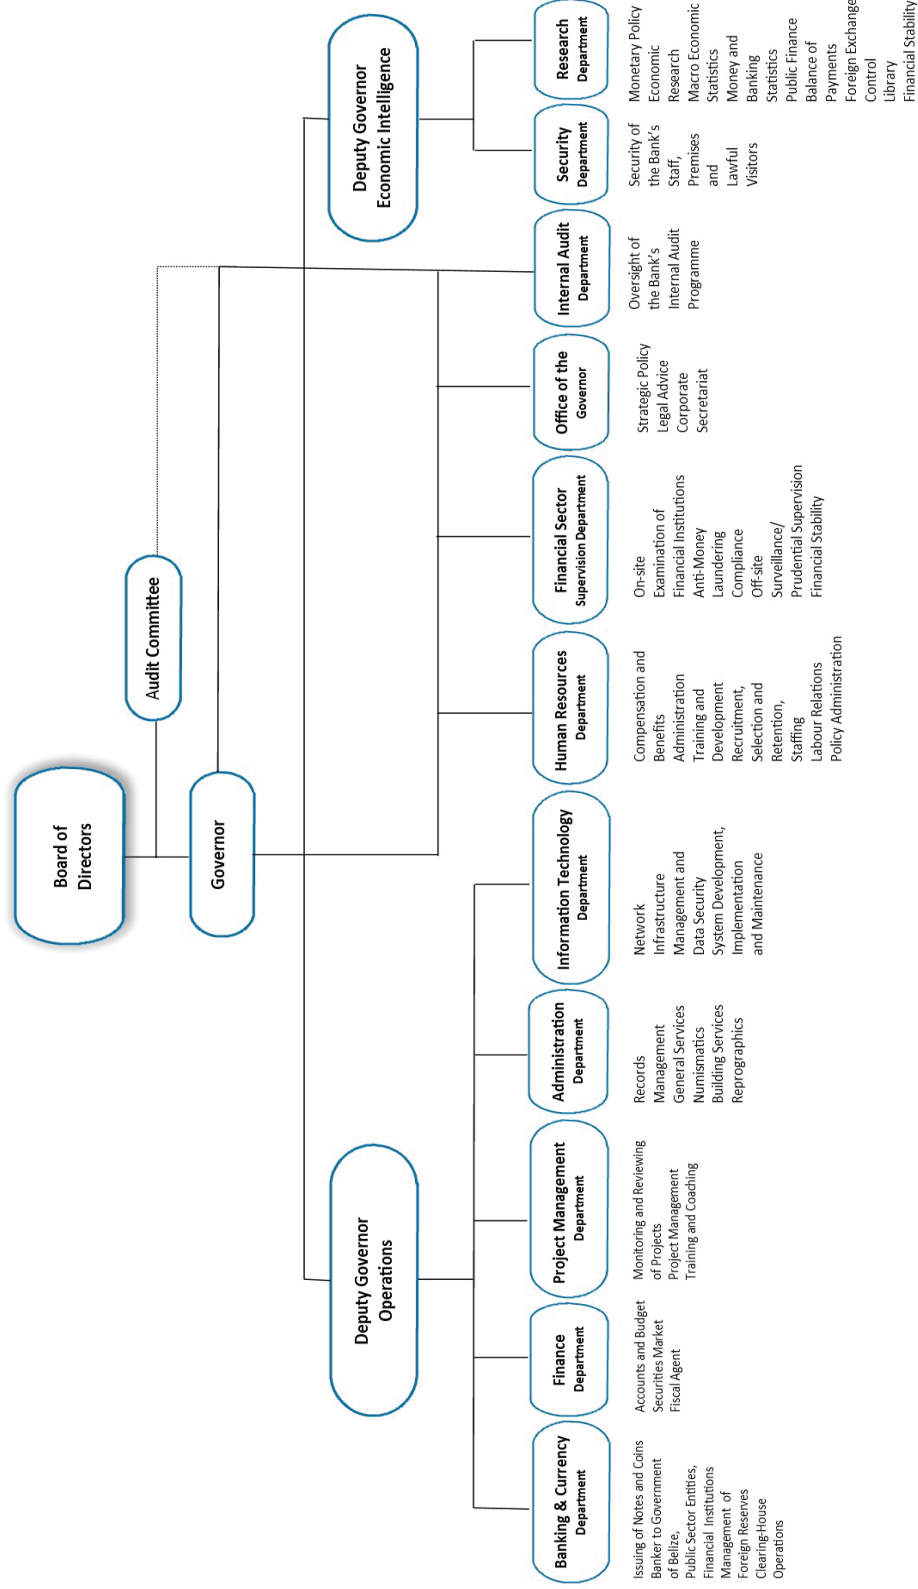 Board of
Directors
Audit Committee
Governor
Deputy Governor
Operations
Deputy Governor
Economic Intelligence
Banking & Currency
Department
Finance
Department
Project Management
Department
Administration
Department
Information Technology
Department
Human Resources
Department
Financial Sector
Supervision Department
Office of the
Governor
Internal Audit
Department
Security
Department
Research
Department
Issuing of Notes and Coins
Banker to Government
of Belize,
Public Sector Entities,
Financial Institutions
Management of
Foreign Reserves
Clearing-House
Operations
Accounts and Budget
Securities Market
Fiscal Agent
Monitoring and Reviewing
of Projects
Project Management
Training and Coaching
Records
Management
General Services
Numismatics
Building Services
Reprographics
Network
Infrastructure
Management and
Data Security
System Development,
Implementation
and Maintenance
Compensation and
Benefits
Administration
Training and
Development
Recruitment,
Selection and
Retention,
Staffing
Labour Relations
Policy Administration
On-site
Examination of
Financial Institutions
Anti-Money
Laundering
Compliance
Off-site
Surveillance/
Prudential Supervision
Financial Stability
Strategic Policy
Legal Advice
Corporate
Secretariat
Oversight of
the Bank's
Internal Audit
Programme
Security of
the Bank's
Staff,
Premises
and
Lawful
Visitors
Monetary Policy
Economic
Research
Macro Economic
Statistics
Money and
Banking
Statistics
Public Finance
Balance of
Payments
Foreign Exchange
Control
Library
Financial Stability